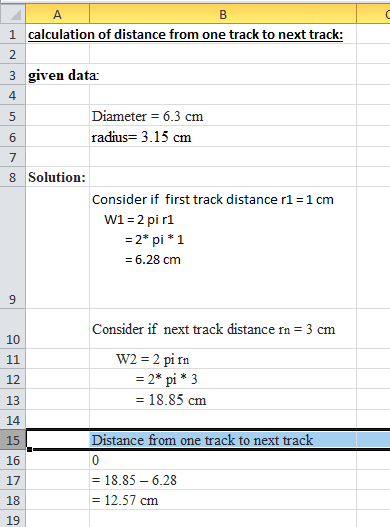 A B C
1 calculation of distance from one track to next track:
2
3 given data:
4
5 Diameter = 6.3 cm
6 radius= 3.15 cm
7
8 Solution:
Consider if first track distance r1 = 1 cm
W1 = 2 pi r1
= 2* pi * 1
= 6.28 cm
9
10 Consider if next track distance rn = 3 cm
11 W2 = 2 pi rn
12 = 2* pi * 3
13 = 18.85 cm
14
15 Distance from one track to next track
16 0
17 = 18.85 – 6.28
18 = 12.57 cm
19